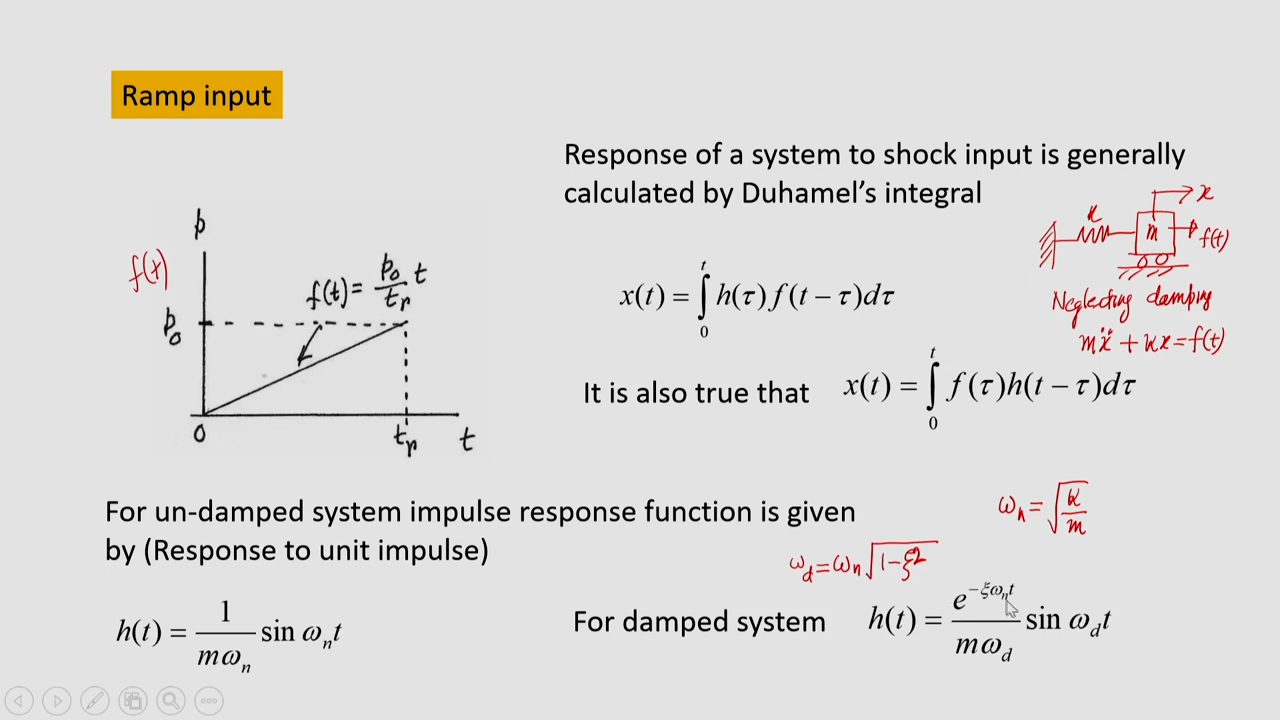 Ramp input
Response of a system to shock input is generally
calculated by Duhamel's integral
p
f(t)
p₀
f(t) = p₀/tᵣ t
0
tᵣ
t
x(t) = ∫₀ᵗ h(τ) f(t − τ)dτ
k
m
x
f(t)
Neglecting damping
mẍ + kx = f(t)
It is also true that x(t) = ∫₀ᵗ f(τ)h(t − τ)dτ
For un-damped system impulse response function is given
by (Response to unit impulse)
ωₙ = √(k/m)
ω_d = ωₙ√(1−ξ²)
h(t) = 1/(mωₙ) sin ωₙt
For damped system h(t) = e^(−ξωₙt)/(mω_d) sin ω_d t